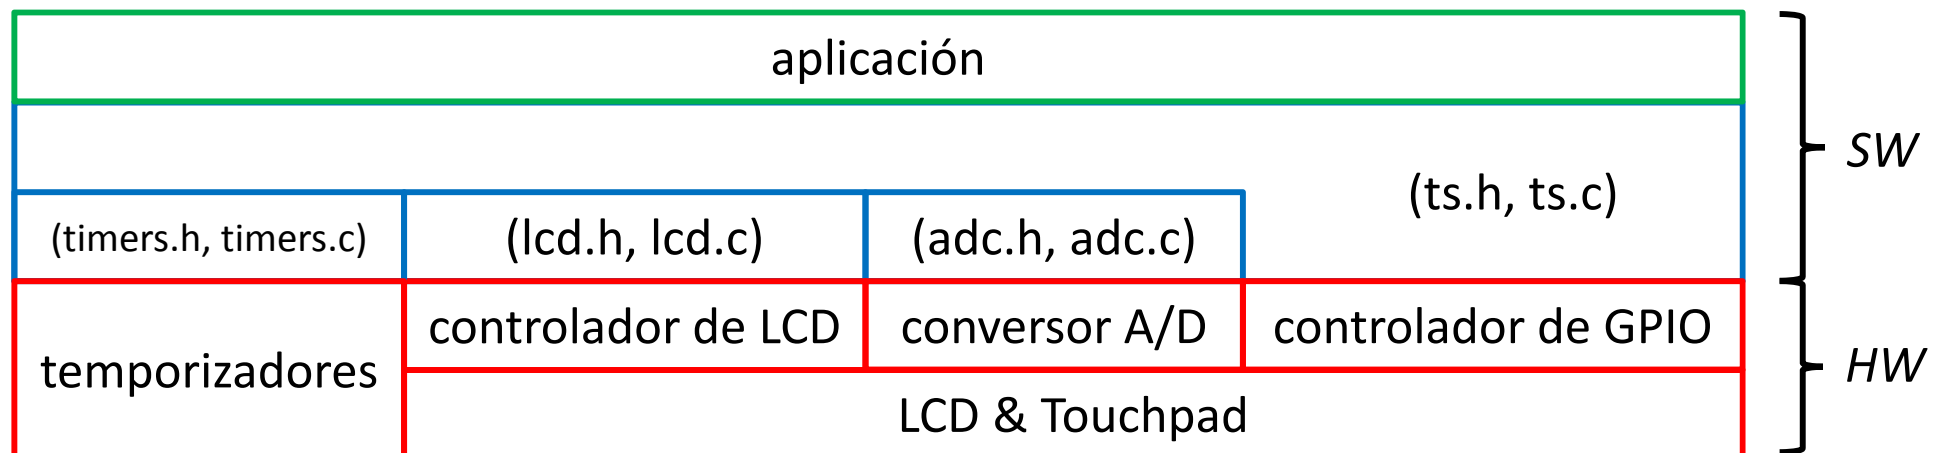 aplicación
SW
(ts.h, ts.c)
(timers.h, timers.c)
(lcd.h, lcd.c)
(adc.h, adc.c)
controlador de LCD
conversor A/D
controlador de GPIO
temporizadores
HW
LCD & Touchpad